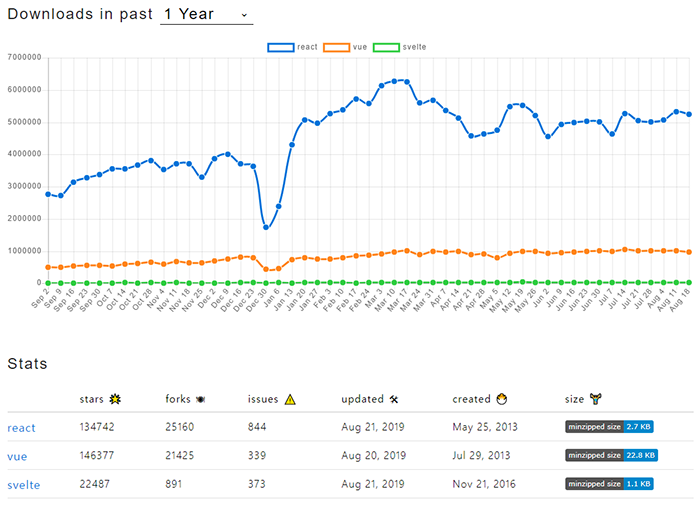 Downloads in past 1 Year
react vue svelte
7000000
6000000
5000000
4000000
3000000
2000000
1000000
0
Sep 2 Sep 9 Sep 16 Sep 23 Sep 30 Oct 7 Oct 14 Oct 21 Oct 28 Nov 4 Nov 11 Nov 18 Nov 25 Dec 2 Dec 9 Dec 16 Dec 23 Dec 30 Jan 6 Jan 13 Jan 20 Jan 27 Feb 3 Feb 10 Feb 17 Feb 24 Mar 3 Mar 10 Mar 17 Mar 24 Mar 31 Apr 7 Apr 14 Apr 21 Apr 28 May 5 May 12 May 19 May 26 Jun 2 Jun 9 Jun 16 Jun 23 Jun 30 Jul 7 Jul 14 Jul 21 Jul 28 Aug 4 Aug 11 Aug 18
Stats
stars forks issues updated created size
react 134742 25160 844 Aug 21, 2019 May 25, 2013 minzipped size 2.7 KB
vue 146377 21425 339 Aug 20, 2019 Jul 29, 2013 minzipped size 22.8 KB
svelte 22487 891 373 Aug 21, 2019 Nov 21, 2016 minzipped size 1.1 KB